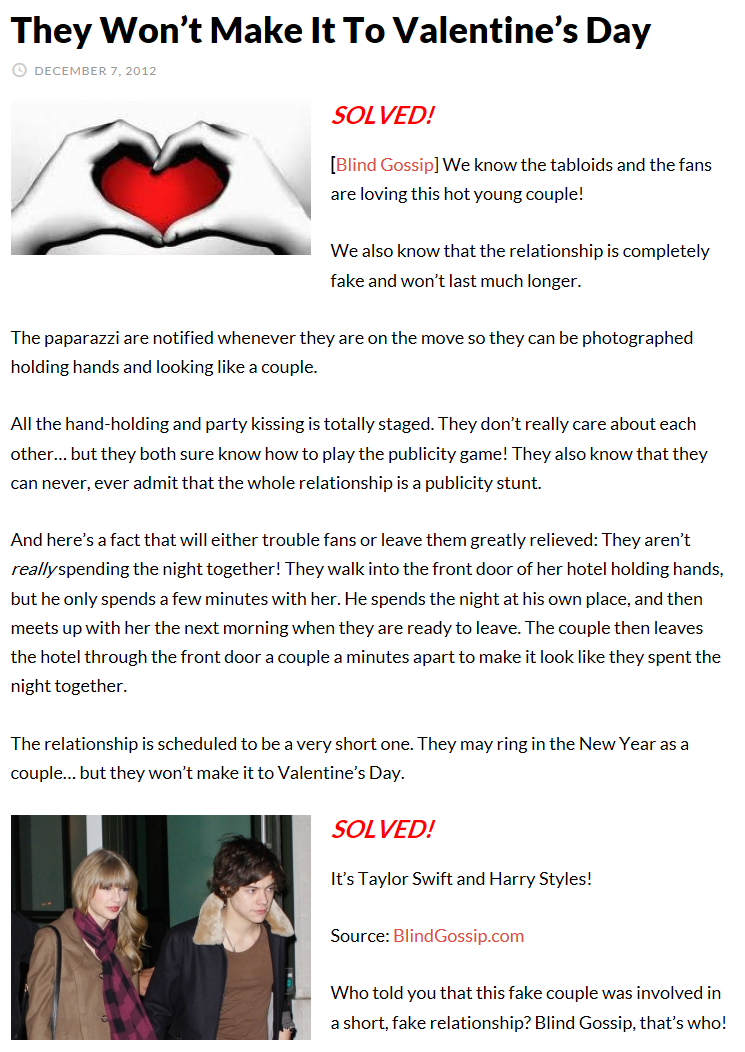 They Won’t Make It To Valentine’s Day
DECEMBER 7, 2012
SOLVED!
[Blind Gossip] We know the tabloids and the fans
are loving this hot young couple!
We also know that the relationship is completely
fake and won’t last much longer.
The paparazzi are notified whenever they are on the move so they can be photographed
holding hands and looking like a couple.
All the hand-holding and party kissing is totally staged. They don’t really care about each
other… but they both sure know how to play the publicity game! They also know that they
can never, ever admit that the whole relationship is a publicity stunt.
And here’s a fact that will either trouble fans or leave them greatly relieved: They aren’t
really spending the night together! They walk into the front door of her hotel holding hands,
but he only spends a few minutes with her. He spends the night at his own place, and then
meets up with her the next morning when they are ready to leave. The couple then leaves
the hotel through the front door a couple a minutes apart to make it look like they spent the
night together.
The relationship is scheduled to be a very short one. They may ring in the New Year as a
couple… but they won’t make it to Valentine’s Day.
SOLVED!
It’s Taylor Swift and Harry Styles!
Source: BlindGossip.com
Who told you that this fake couple was involved in
a short, fake relationship? Blind Gossip, that’s who!